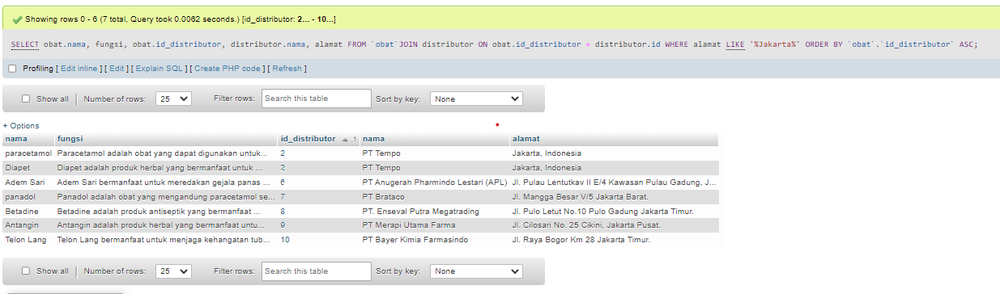 Showing rows 0 - 6 (7 total, Query took 0.0062 seconds.) [id_distributor: 2... - 10...]
SELECT obat.nama, fungsi, obat.id_distributor, distributor.nama, alamat FROM `obat`JOIN distributor ON obat.id_distributor = distributor.id WHERE alamat LIKE '%Jakarta%' ORDER BY `obat`.`id_distributor` ASC;
Profiling [ Edit inline ] [ Edit ] [ Explain SQL ] [ Create PHP code ] [ Refresh ]
Show all | Number of rows: 25 Filter rows: Search this table Sort by key: None
+ Options
nama fungsi id_distributor 1 nama alamat
paracetamol Paracetamol adalah obat yang dapat digunakan untuk... 2 PT Tempo Jakarta, Indonesia
Diapet Diapet adalah produk herbal yang bermanfaat untuk ... 2 PT Tempo Jakarta, Indonesia
Adem Sari Adem Sari bermanfaat untuk meredakan gejala panas ... 6 PT Anugerah Pharmindo Lestari (APL) Jl. Pulau Lentutkav II E/4 Kawasan Pulau Gadung, J...
panadol Panadol adalah obat yang mengandung paracetamol se... 7 PT Brataco Jl. Mangga Besar V/5 Jakarta Barat.
Betadine Betadine adalah produk antiseptik yang bermanfaat ... 8 PT. Enseval Putra Megatrading Jl. Pulo Letut No.10 Pulo Gadung Jakarta Timur.
Antangin Antangin adalah produk herbal yang bermanfaat untu... 9 PT Merapi Utama Farma Jl. Cilosari No. 25 Cikini, Jakarta Pusat.
Telon Lang Telon Lang bermanfaat untuk menjaga kehangatan tub... 10 PT Bayer Kimia Farmasindo Jl. Raya Bogor Km 28 Jakarta Timur.
Show all | Number of rows: 25 Filter rows: Search this table Sort by key: None